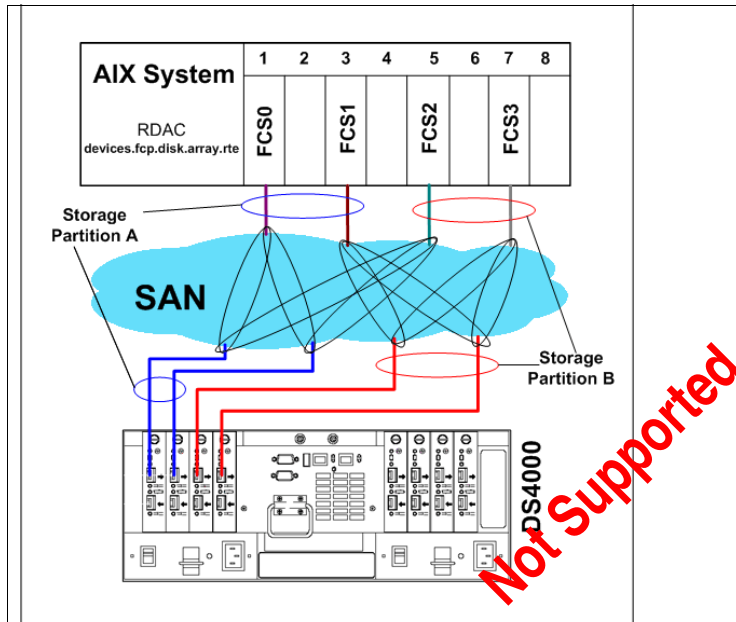 AIX System
1 2 3 4 5 6 7 8
RDAC
devices.fcp.disk.array.rte
FCS0
FCS1
FCS2
FCS3
Storage
Partition A
SAN
Storage
Partition B
DS4000
Not Supported